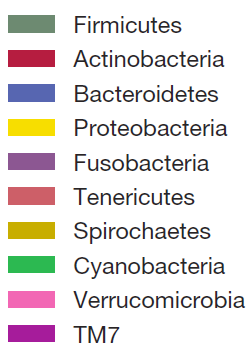 Firmicutes
Actinobacteria
Bacteroidetes
Proteobacteria
Fusobacteria
Tenericutes
Spirochaetes
Cyanobacteria
Verrucomicrobia
TM7